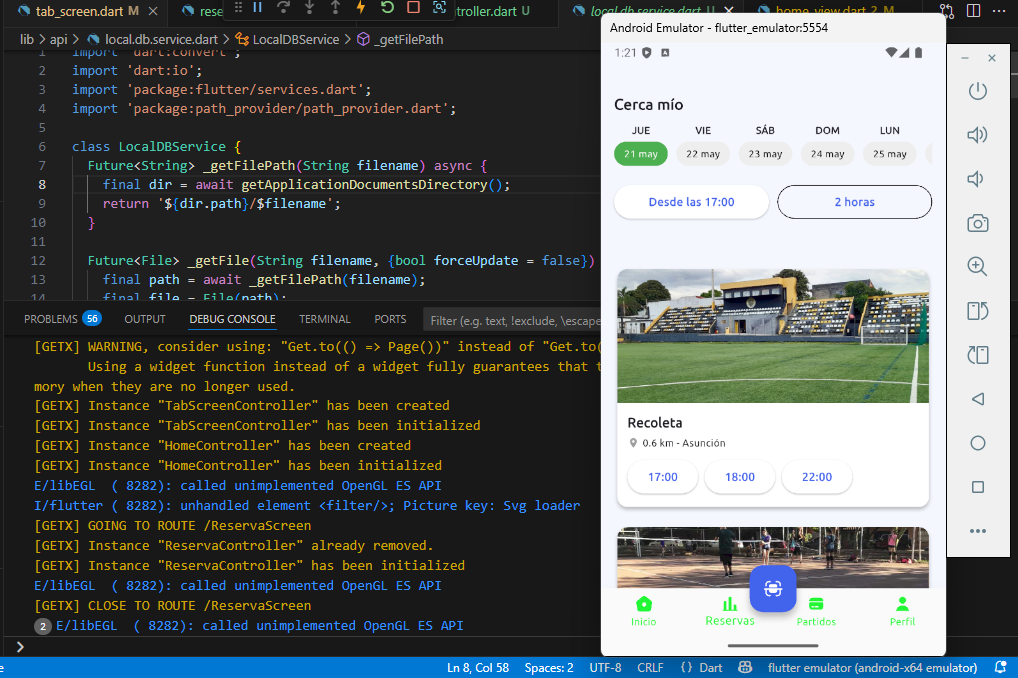 tab_screen.dart M
rese
troller.dart U
local.db.service.dart U
home_view.dart 2, M
lib > api > local.db.service.dart > LocalDBService > _getFilePath
1 import 'dart:convert';
2 import 'dart:io';
3 import 'package:flutter/services.dart';
4 import 'package:path_provider/path_provider.dart';
5
6 class LocalDBService {
7 Future<String> _getFilePath(String filename) async {
8 final dir = await getApplicationDocumentsDirectory();
9 return '${dir.path}/$filename';
10 }
11
12 Future<File> _getFile(String filename, {bool forceUpdate = false})
13 final path = await _getFilePath(filename);
14 final file = File(path);
PROBLEMS 56 OUTPUT DEBUG CONSOLE TERMINAL PORTS Filter (e.g. text, !exclude, \escape
[GETX] WARNING, consider using: "Get.to(() => Page())" instead of "Get.to(
Using a widget function instead of a widget fully guarantees that t
mory when they are no longer used.
[GETX] Instance "TabScreenController" has been created
[GETX] Instance "TabScreenController" has been initialized
[GETX] Instance "HomeController" has been created
[GETX] Instance "HomeController" has been initialized
E/libEGL ( 8282): called unimplemented OpenGL ES API
I/flutter ( 8282): unhandled element <filter/>; Picture key: Svg loader
[GETX] GOING TO ROUTE /ReservaScreen
[GETX] Instance "ReservaController" already removed.
[GETX] Instance "ReservaController" has been initialized
E/libEGL ( 8282): called unimplemented OpenGL ES API
[GETX] CLOSE TO ROUTE /ReservaScreen
2 E/libEGL ( 8282): called unimplemented OpenGL ES API
Android Emulator - flutter_emulator:5554
1:21
Cerca mío
JUE VIE SÁB DOM LUN
21 may 22 may 23 may 24 may 25 may
Desde las 17:00 2 horas
Recoleta
0.6 km - Asunción
17:00 18:00 22:00
Inicio Reservas Partidos Perfil
Ln 8, Col 58 Spaces: 2 UTF-8 CRLF {} Dart flutter emulator (android-x64 emulator)